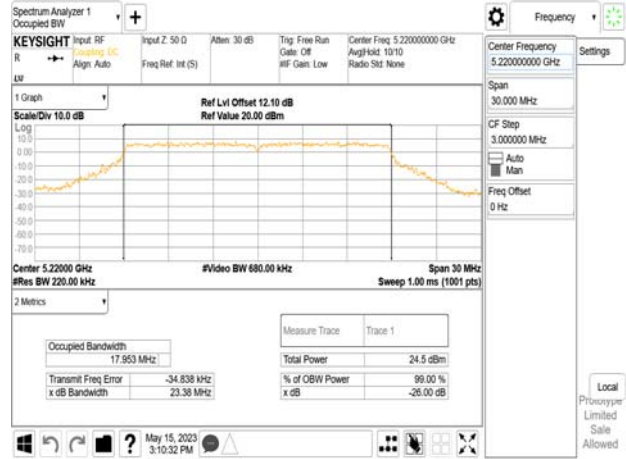 Spectrum Analyzer 1
Occupied BW
Frequency
KEYSIGHT
R
Input: RF
Coupling: DC
Align: Auto
Input Z: 50 Ω
Freq Ref: Int (S)
Atten: 30 dB
Trig: Free Run
Gate: Off
#IF Gain: Low
Center Freq: 5.220000000 GHz
Avg|Hold: 10/10
Radio Std: None
Center Frequency
5.220000000 GHz
Settings
Span
30.000 MHz
CF Step
3.000000 MHz
Auto
Man
Freq Offset
0 Hz
1 Graph
Scale/Div 10.0 dB
Ref Lvl Offset 12.10 dB
Ref Value 20.00 dBm
Log
10.0
0.00
-10.0
-20.0
-30.0
-40.0
-50.0
-60.0
-70.0
Center 5.22000 GHz
#Res BW 220.00 kHz
#Video BW 680.00 kHz
Span 30 MHz
Sweep 1.00 ms (1001 pts)
2 Metrics
Measure Trace
Trace 1
Occupied Bandwidth
17.953 MHz
Total Power
24.5 dBm
Transmit Freq Error
-34.838 kHz
% of OBW Power
99.00 %
x dB Bandwidth
23.38 MHz
x dB
-26.00 dB
Local
Prototype
Limited
Sale
Allowed
?
May 15, 2023
3:10:32 PM